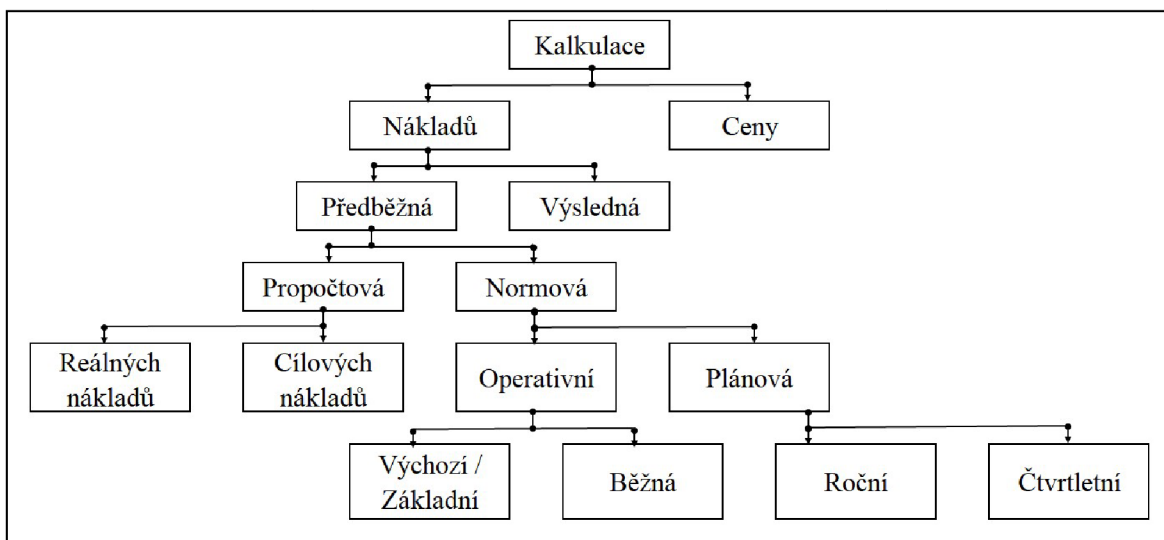 Kalkulace
Nákladů
Ceny
Předběžná
Výsledná
Propočtová
Normová
Reálných
nákladů
Cílových
nákladů
Operativní
Plánová
Výchozí /
Základní
Běžná
Roční
Čtvrtletní